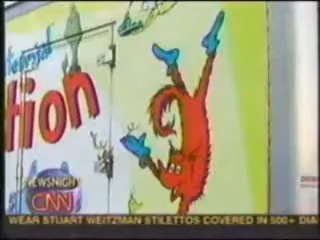 tion
NEWSNIGHT
CNN
WEAR STUART WEITZMAN STILETTOS COVERED IN 500+ DIA